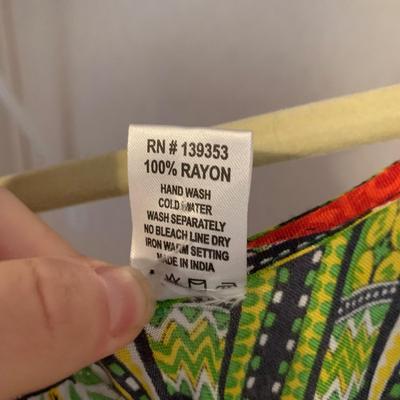 RN # 139353
100% RAYON
HAND WASH
COLD WATER
WASH SEPARATELY
NO BLEACH LINE DRY
IRON WARM SETTING
MADE IN INDIA